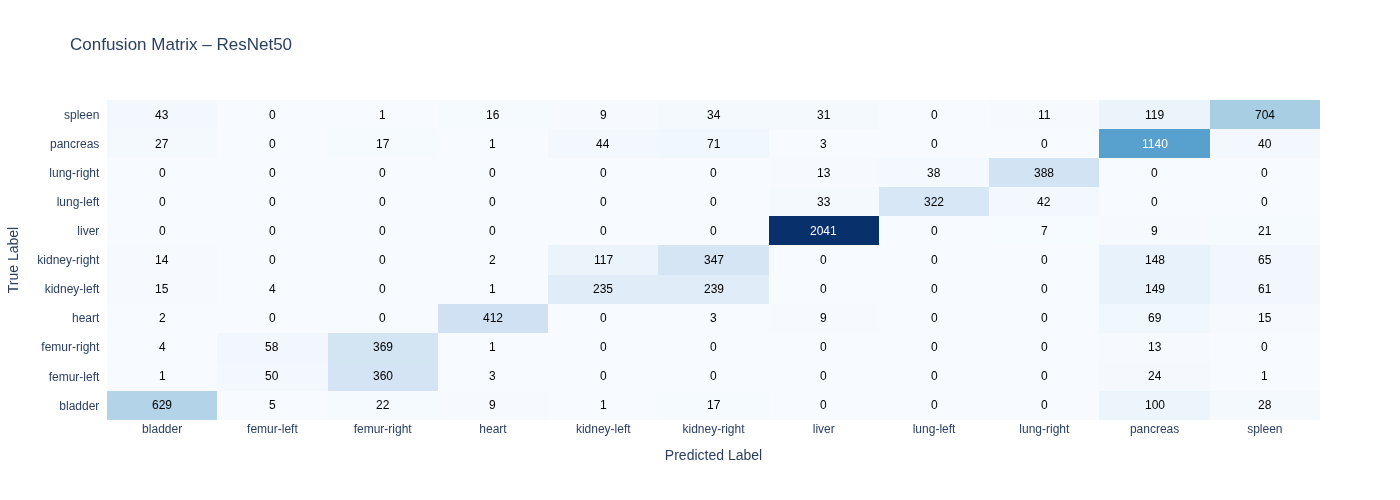 Confusion Matrix – ResNet50
True Label
spleen 43 0 1 16 9 34 31 0 11 119 704
pancreas 27 0 17 1 44 71 3 0 0 1140 40
lung-right 0 0 0 0 0 0 13 38 388 0 0
lung-left 0 0 0 0 0 0 33 322 42 0 0
liver 0 0 0 0 0 0 2041 0 7 9 21
kidney-right 14 0 0 2 117 347 0 0 0 148 65
kidney-left 15 4 0 1 235 239 0 0 0 149 61
heart 2 0 0 412 0 3 9 0 0 69 15
femur-right 4 58 369 1 0 0 0 0 0 13 0
femur-left 1 50 360 3 0 0 0 0 0 24 1
bladder 629 5 22 9 1 17 0 0 0 100 28
bladder femur-left femur-right heart kidney-left kidney-right liver lung-left lung-right pancreas spleen
Predicted Label